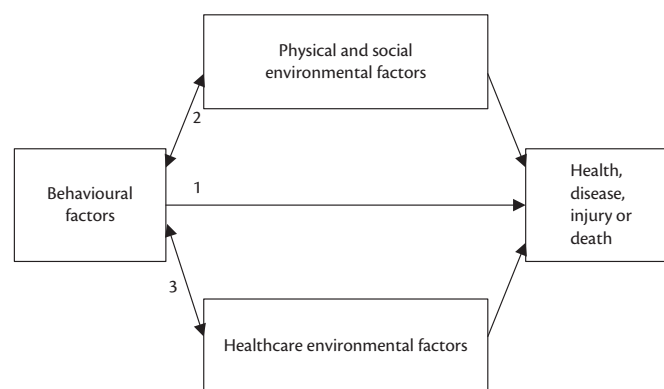 Physical and social
environmental factors
2
Behavioural
factors
1
Health,
disease,
injury or
death
3
Healthcare environmental factors